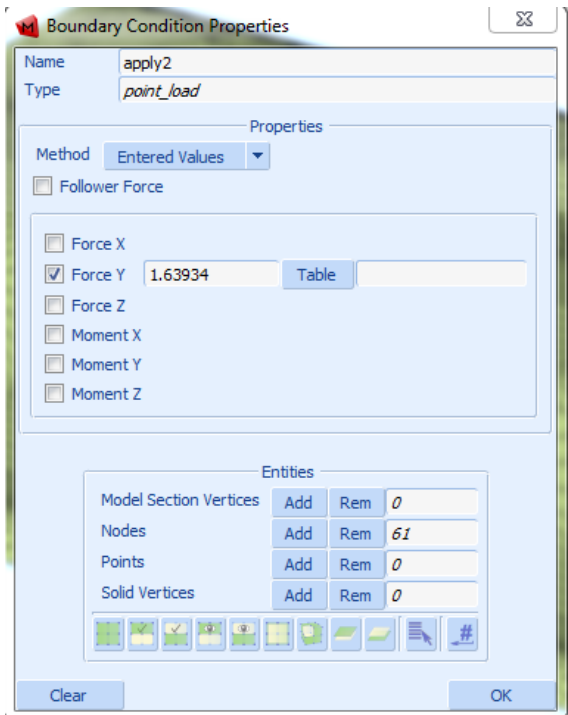 Boundary Condition Properties
Name apply2
Type point_load
Properties
Method Entered Values
Follower Force
Force X
Force Y 1.63934 Table
Force Z
Moment X
Moment Y
Moment Z
Entities
Model Section Vertices Add Rem 0
Nodes Add Rem 61
Points Add Rem 0
Solid Vertices Add Rem 0
#
Clear OK